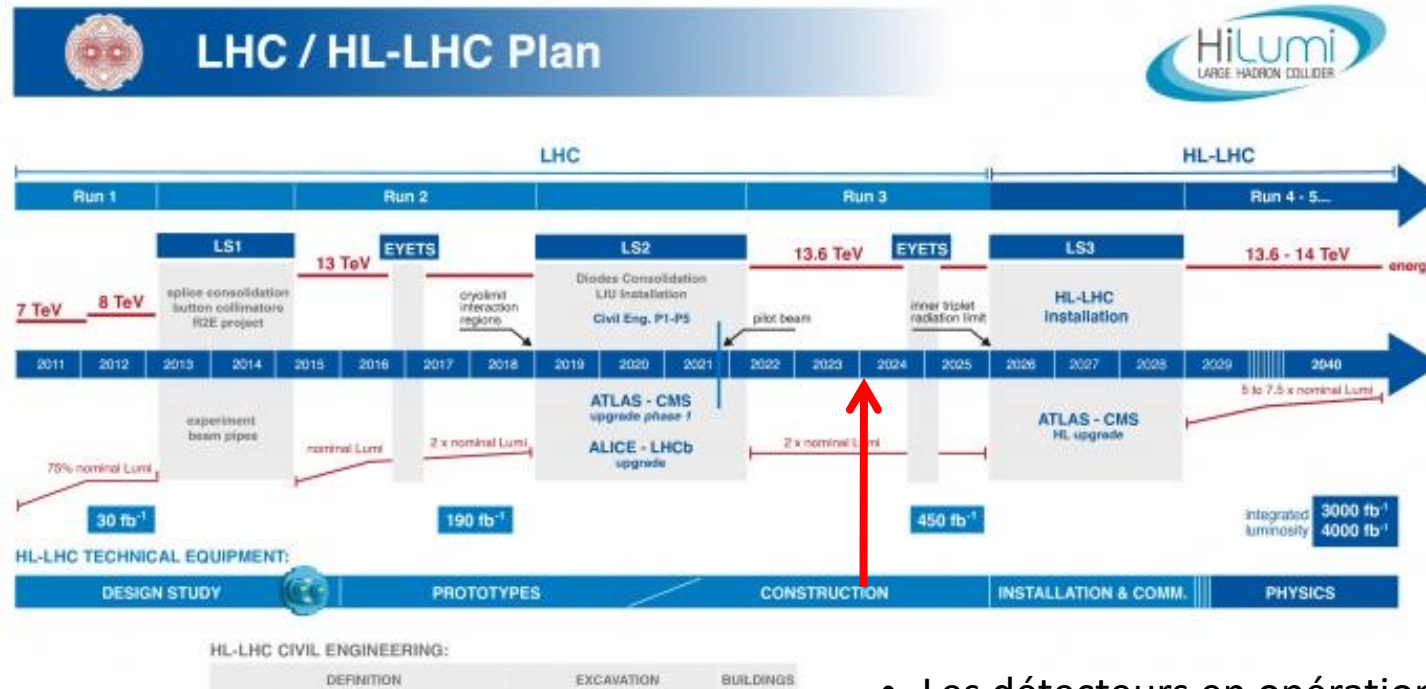 LHC / HL-LHC Plan
HiLumi
LARGE HADRON COLLIDER
LHC
HL-LHC
Run 1
Run 2
Run 3
Run 4 - 5...
LS1
EYETS
LS2
EYETS
LS3
13 TeV
13.6 TeV
13.6 - 14 TeV
energ
7 TeV
8 TeV
splice consolidation
button collimators
R2E project
cryolimit
interaction
regions
Diodes Consolidation
LIU Installation
Civil Eng. P1-P5
pilot beam
inner triplet
radiation limit
HL-LHC
installation
2011 2012 2013 2014 2015 2016 2017 2018 2019 2020 2021 2022 2023 2024 2025 2026 2027 2028 2029 2040
5 to 7.5 x nominal Lumi
experiment
beam pipes
ATLAS - CMS
upgrade phase 1
ALICE - LHCb
upgrade
ATLAS - CMS
HL upgrade
75% nominal Lumi
nominal Lumi
2 x nominal Lumi
2 x nominal Lumi
30 fb⁻¹
190 fb⁻¹
450 fb⁻¹
integrated
luminosity
3000 fb⁻¹
4000 fb⁻¹
HL-LHC TECHNICAL EQUIPMENT:
DESIGN STUDY
PROTOTYPES
CONSTRUCTION
INSTALLATION & COMM.
PHYSICS
HL-LHC CIVIL ENGINEERING:
DEFINITION
EXCAVATION
BUILDINGS
• Les détecteurs en opération